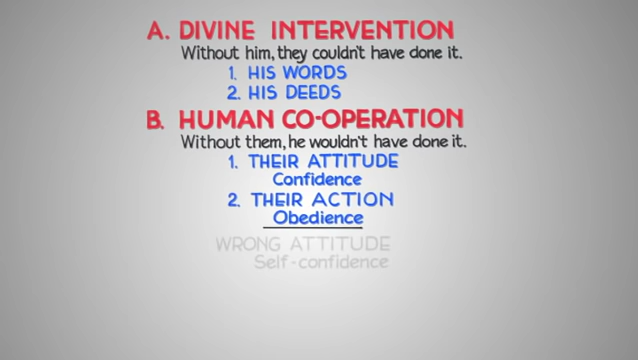 A. DIVINE INTERVENTION
Without him, they couldn't have done it.
1. HIS WORDS
2. HIS DEEDS
B. HUMAN CO-OPERATION
Without them, he wouldn't have done it.
1. THEIR ATTITUDE
Confidence
2. THEIR ACTION
Obedience
WRONG ATTITUDE
Self-confidence